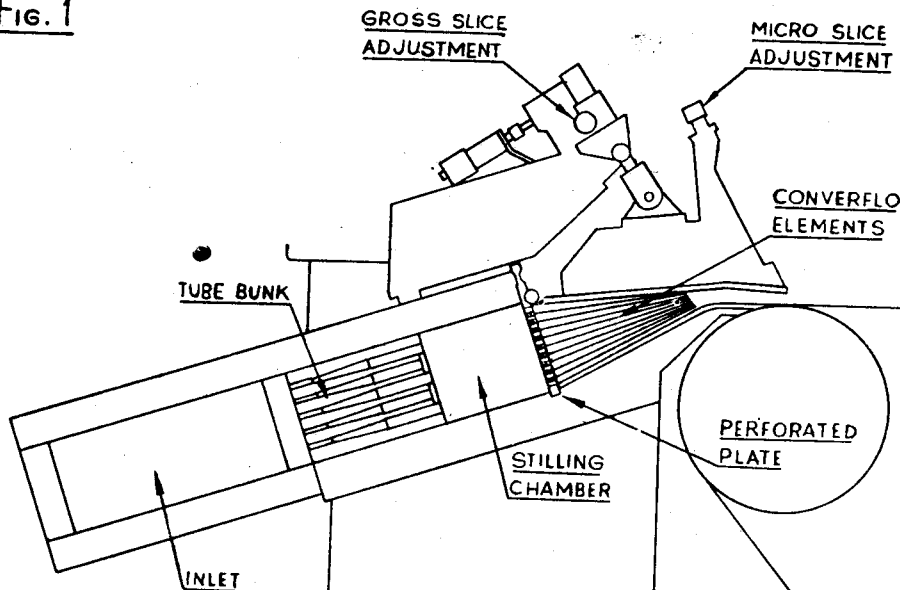 FIG. 1
GROSS SLICE
ADJUSTMENT
MICRO SLICE
ADJUSTMENT
CONVERFLO
ELEMENTS
TUBE BUNK
PERFORATED
PLATE
STILLING
CHAMBER
INLET